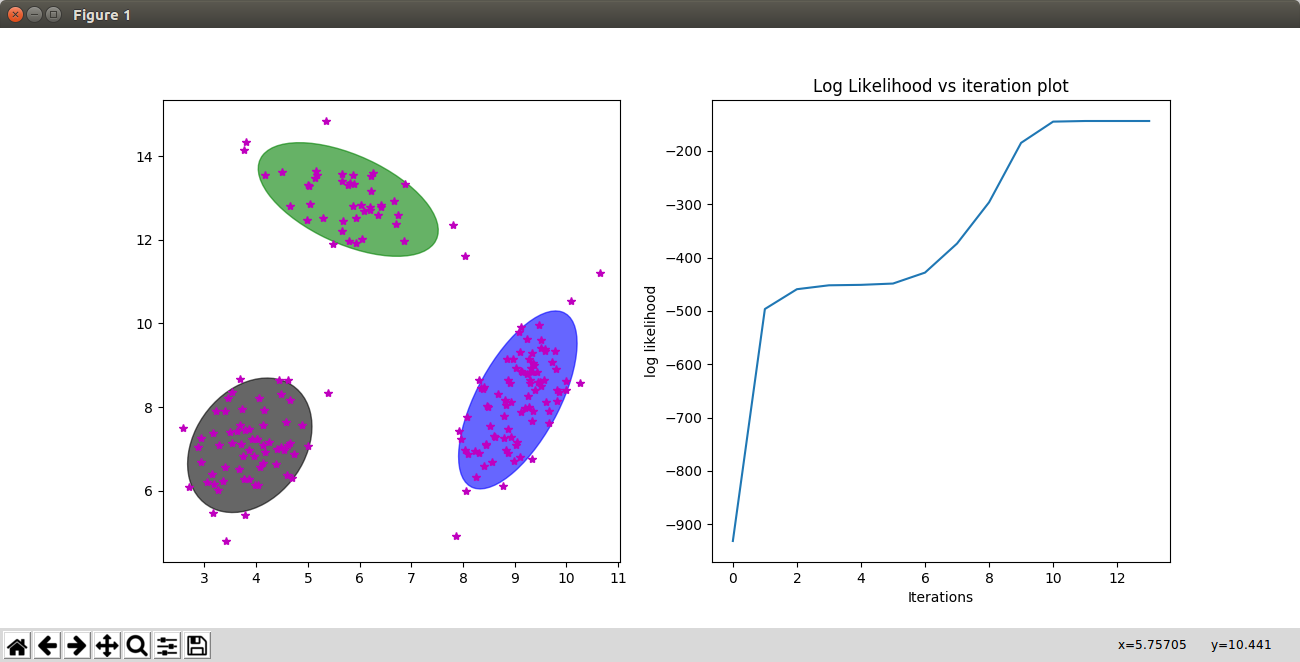 Figure 1
Log Likelihood vs iteration plot
14
12
10
8
6
3 4 5 6 7 8 9 10 11
log likelihood
−200
−300
−400
−500
−600
−700
−800
−900
0 2 4 6 8 10 12
Iterations
x=5.75705 y=10.441